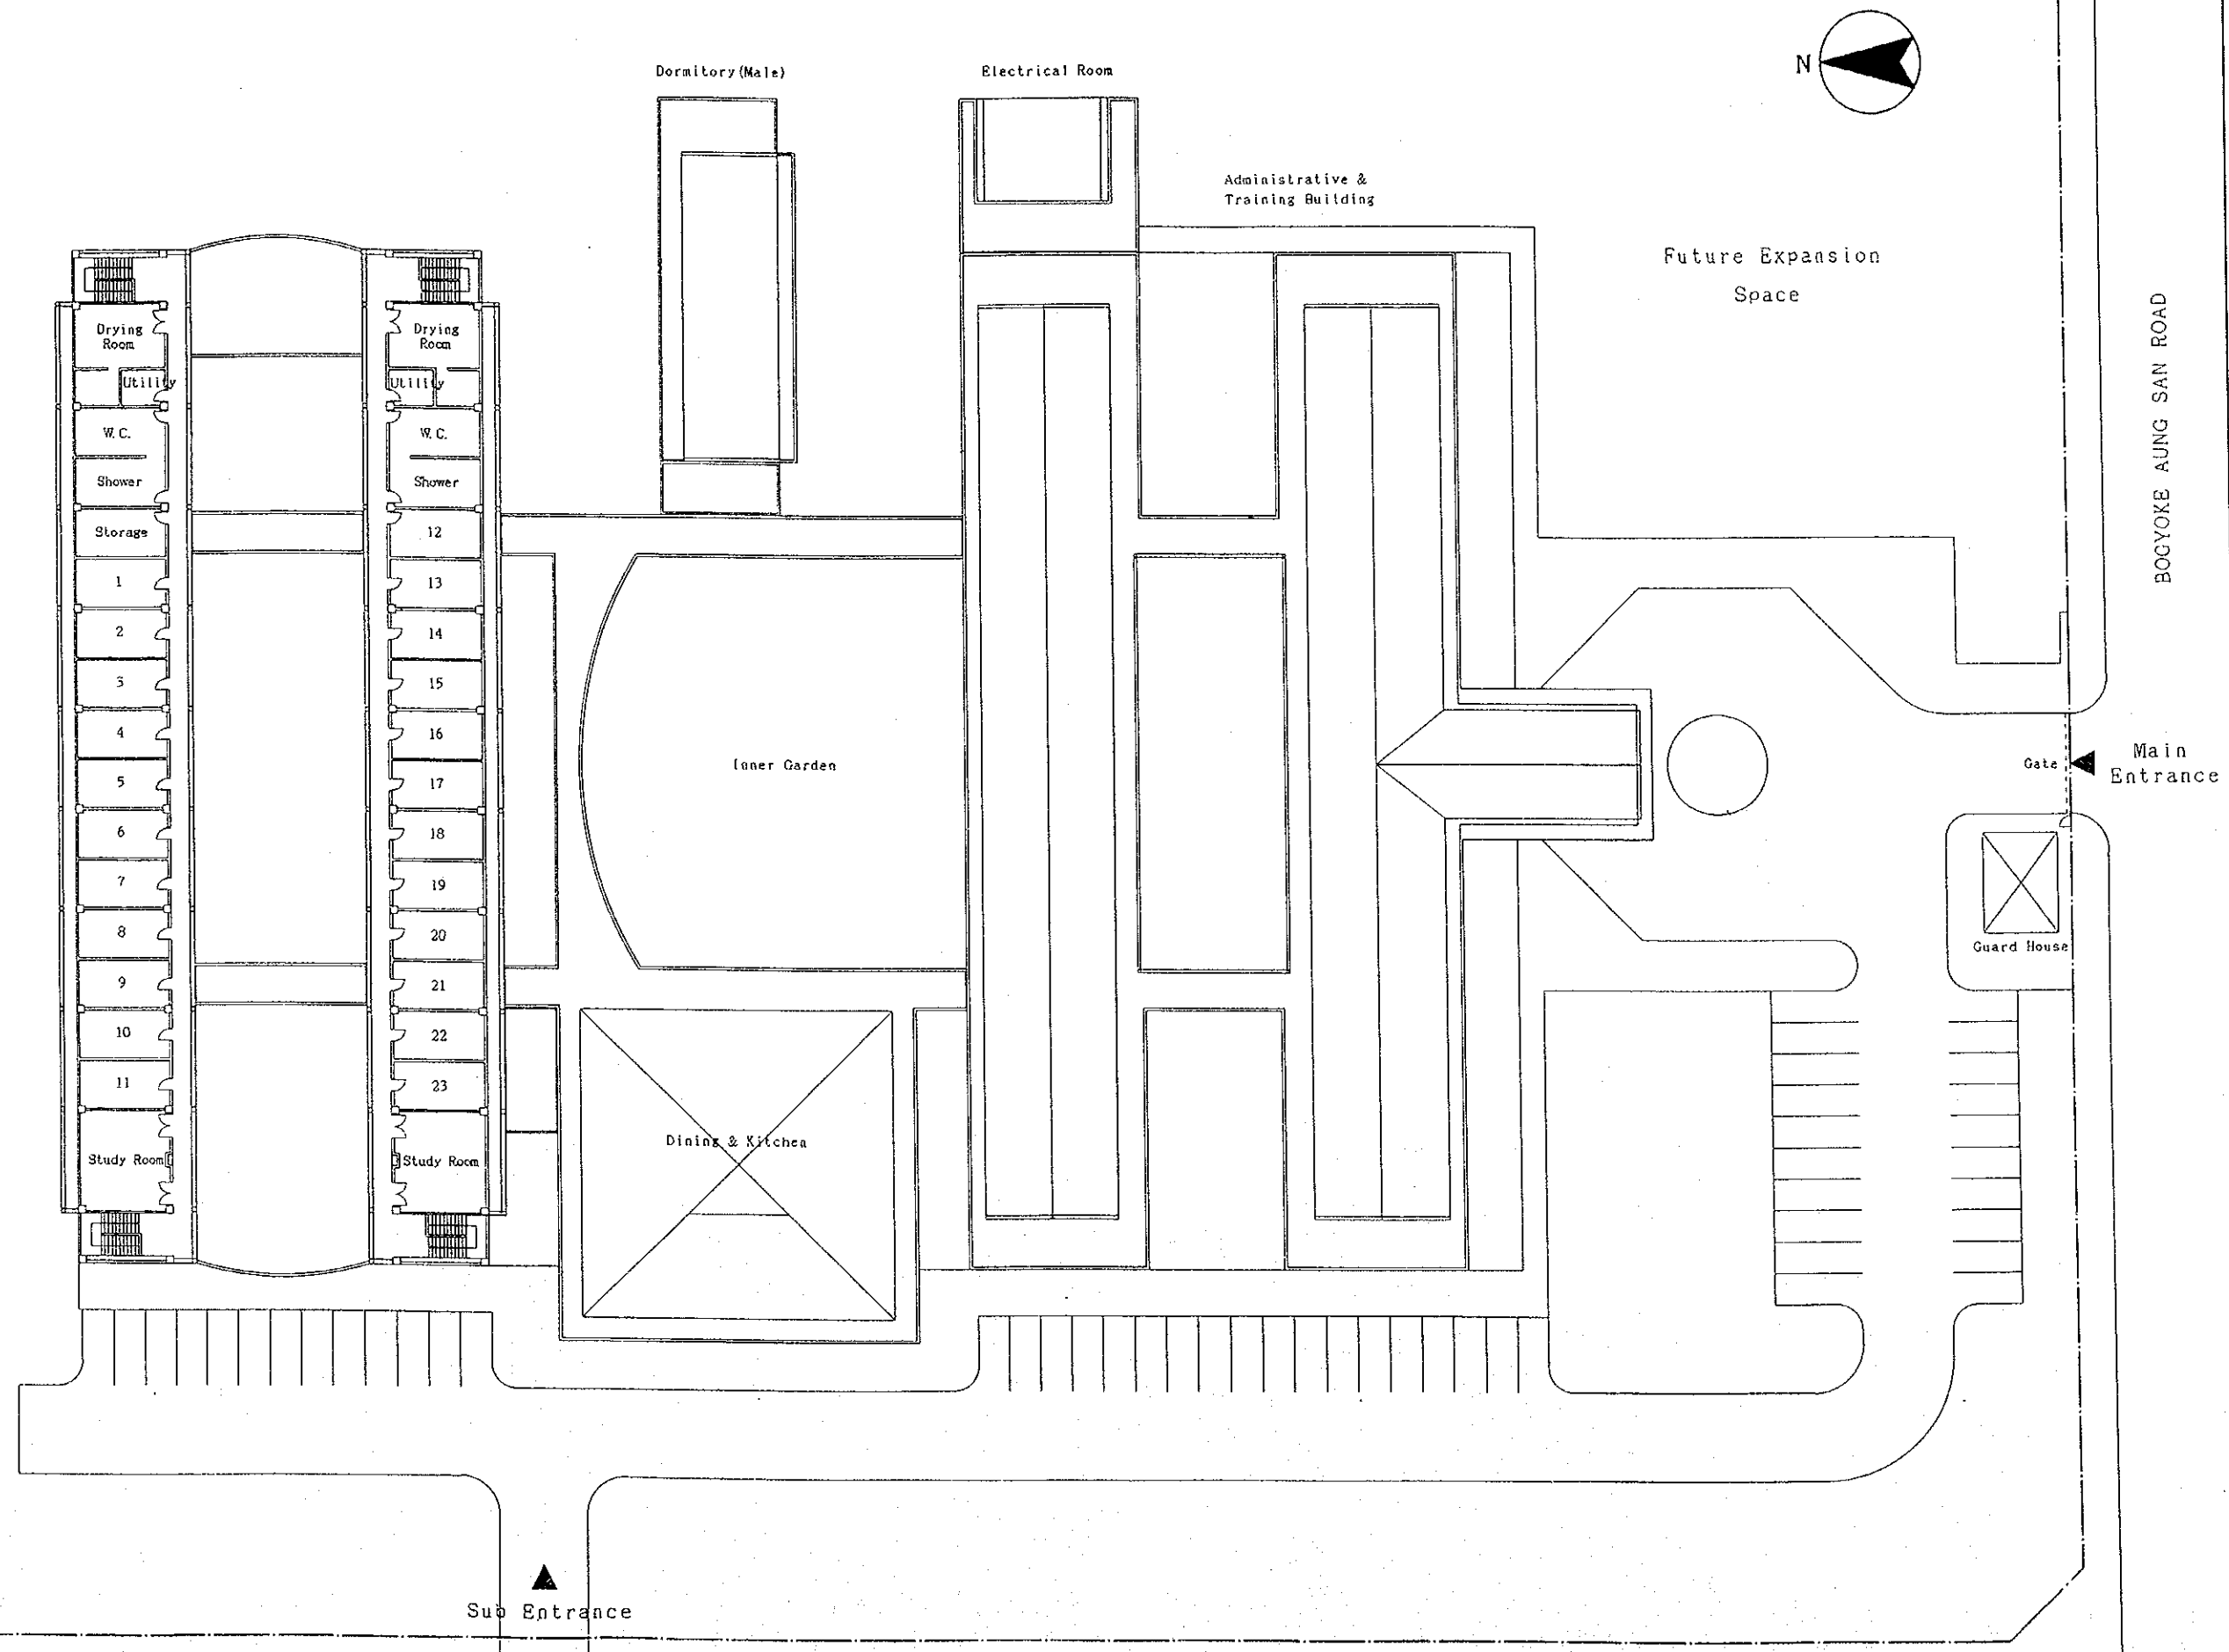 N
Dormitory(Male)
Electrical Room
Administrative &
Training Building
Future Expansion
Space
BOGYOKE AUNG SAN ROAD
Drying
Room
Utility
W.C.
Shower
Storage
1
2
3
4
5
6
7
8
9
10
11
Study Room
Drying
Room
Utility
W.C.
Shower
12
13
14
15
16
17
18
19
20
21
22
23
Study Room
Inner Garden
Dining & Kitchen
Gate
Main
Entrance
Guard House
Sub Entrance